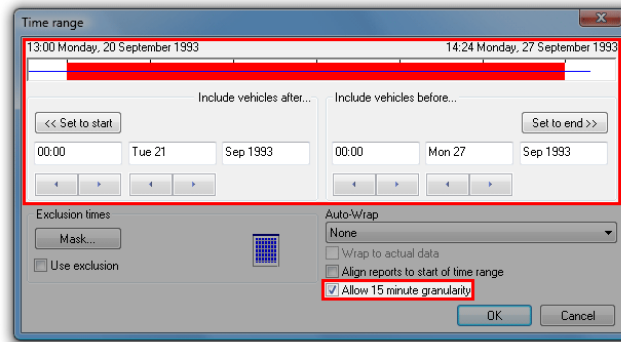 Time range
13:00 Monday, 20 September 1993 14:24 Monday, 27 September 1993
Include vehicles after... Include vehicles before...
<< Set to start Set to end >>
00:00 Tue 21 Sep 1993 00:00 Mon 27 Sep 1993
Exclusion times Auto-Wrap
Mask... None
Wrap to actual data
Use exclusion Align reports to start of time range
Allow 15 minute granularity
OK Cancel